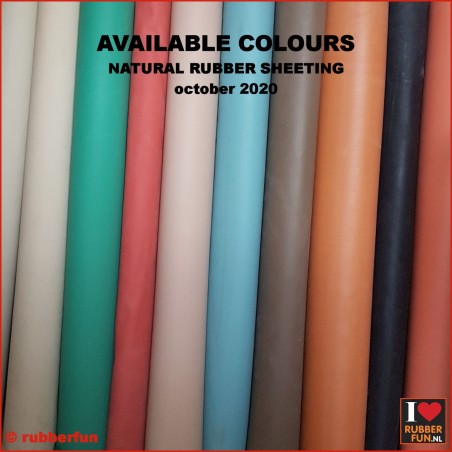 AVAILABLE COLOURS
NATURAL RUBBER SHEETING
october 2020
I
RUBBER
FUN.NL
© rubberfun